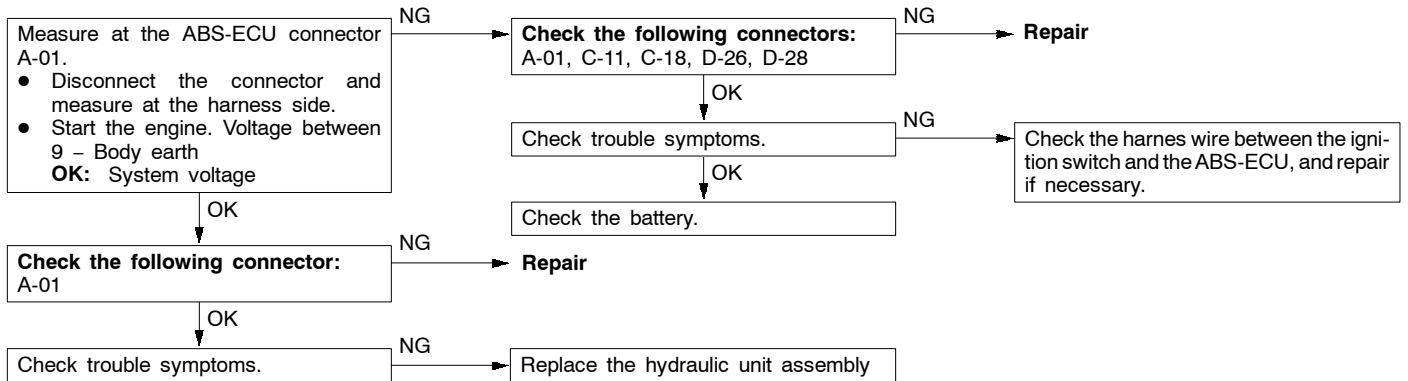 Measure at the ABS-ECU connector
A-01.
● Disconnect the connector and
measure at the harness side.
● Start the engine. Voltage between
9 – Body earth
OK: System voltage
NG
Check the following connectors:
A-01, C-11, C-18, D-26, D-28
NG
Repair
OK
Check trouble symptoms.
NG
Check the harnes wire between the igni-
tion switch and the ABS-ECU, and repair
if necessary.
OK
Check the battery.
OK
Check the following connector:
A-01
NG
Repair
OK
Check trouble symptoms.
NG
Replace the hydraulic unit assembly